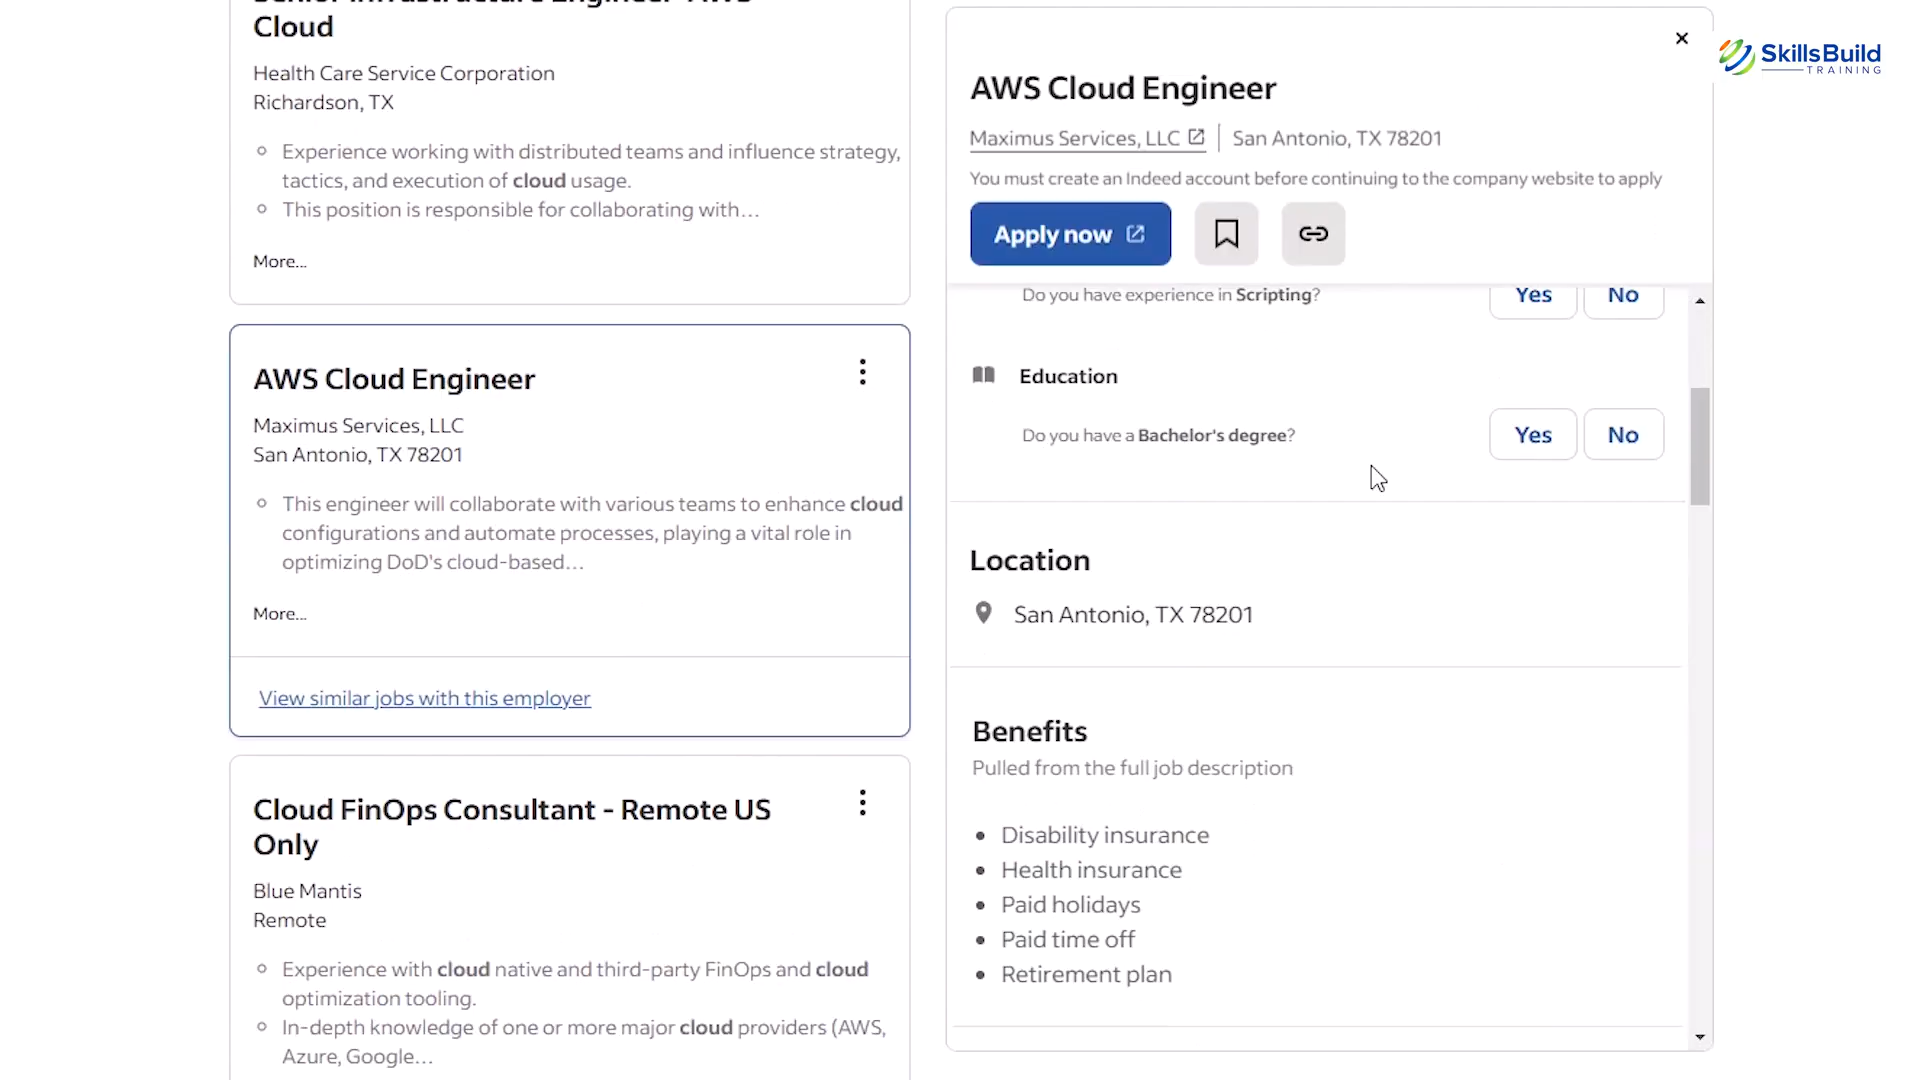 Senior Infrastructure Engineer-AWS
Cloud
Health Care Service Corporation
Richardson, TX
Experience working with distributed teams and influence strategy,
tactics, and execution of cloud usage.
This position is responsible for collaborating with…
More...
AWS Cloud Engineer
Maximus Services, LLC
San Antonio, TX 78201
This engineer will collaborate with various teams to enhance cloud
configurations and automate processes, playing a vital role in
optimizing DoD's cloud-based…
More...
View similar jobs with this employer
Cloud FinOps Consultant - Remote US
Only
Blue Mantis
Remote
Experience with cloud native and third-party FinOps and cloud
optimization tooling.
In-depth knowledge of one or more major cloud providers (AWS,
Azure, Google…
AWS Cloud Engineer
Maximus Services, LLC San Antonio, TX 78201
You must create an Indeed account before continuing to the company website to apply
Apply now
Do you have experience in Scripting? Yes No
Education
Do you have a Bachelor's degree? Yes No
Location
San Antonio, TX 78201
Benefits
Pulled from the full job description
Disability insurance
Health insurance
Paid holidays
Paid time off
Retirement plan
SkillsBuild
TRAINING